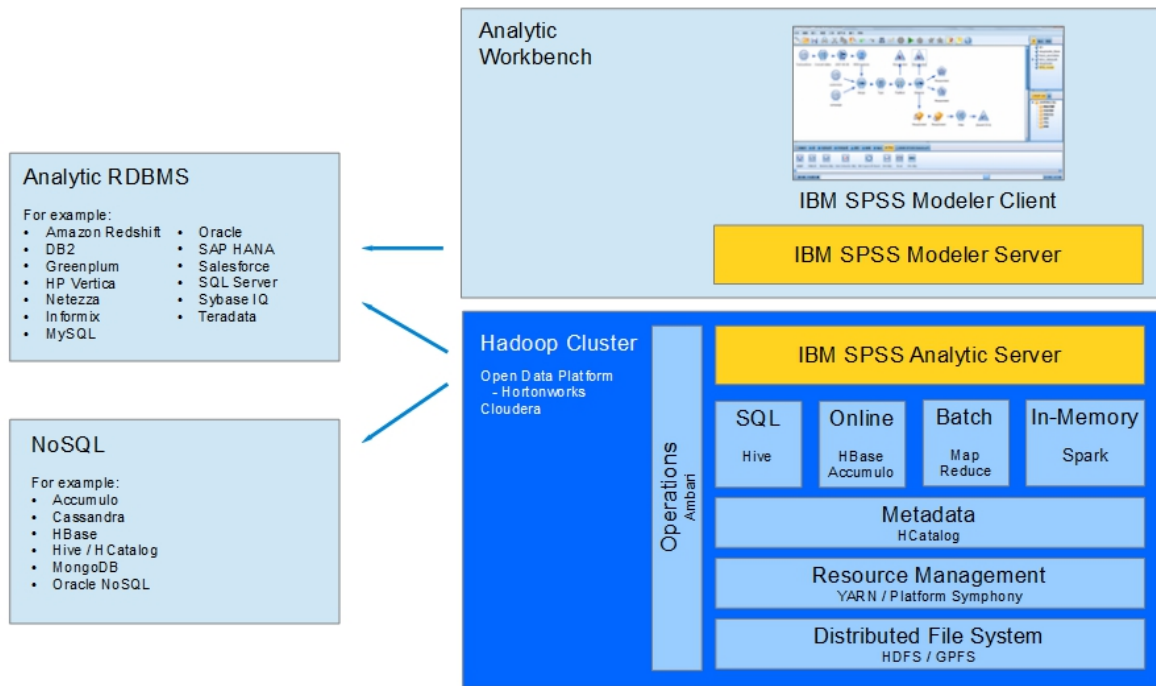 Analytic
Workbench
IBM SPSS Modeler Client
IBM SPSS Modeler Server
Analytic RDBMS
For example:
• Amazon Redshift
• DB2
• Greenplum
• HP Vertica
• Netezza
• Informix
• MySQL
• Oracle
• SAP HANA
• Salesforce
• SQL Server
• Sybase IQ
• Teradata
NoSQL
For example:
• Accumulo
• Cassandra
• HBase
• Hive / HCatalog
• MongoDB
• Oracle NoSQL
Hadoop Cluster
Open Data Platform
- Hortonworks
Cloudera
Operations
Ambari
IBM SPSS Analytic Server
SQL
Hive
Online
HBase
Accumulo
Batch
Map
Reduce
In-Memory
Spark
Metadata
HCatalog
Resource Management
YARN / Platform Symphony
Distributed File System
HDFS / GPFS